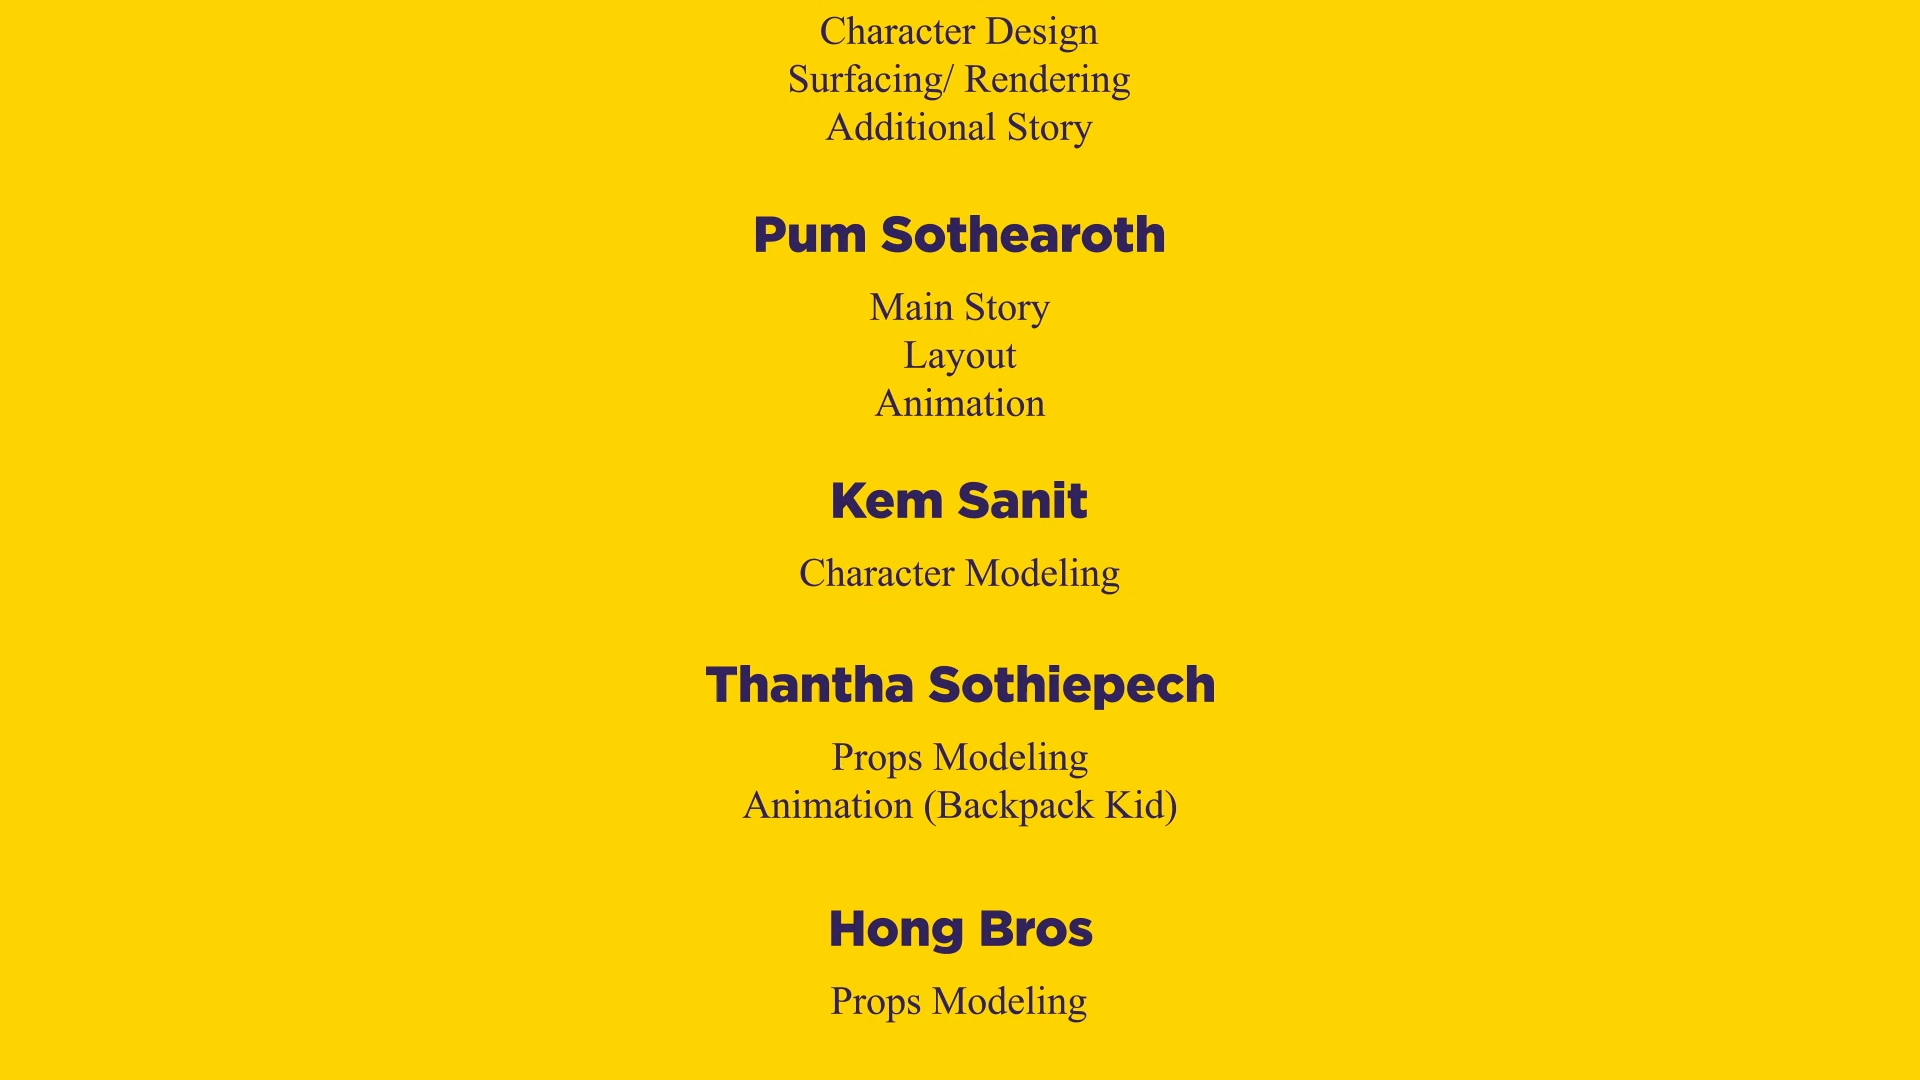 Character Design
Surfacing/ Rendering
Additional Story
Pum Sothearoth
Main Story
Layout
Animation
Kem Sanit
Character Modeling
Thantha Sothiepech
Props Modeling
Animation (Backpack Kid)
Hong Bros
Props Modeling